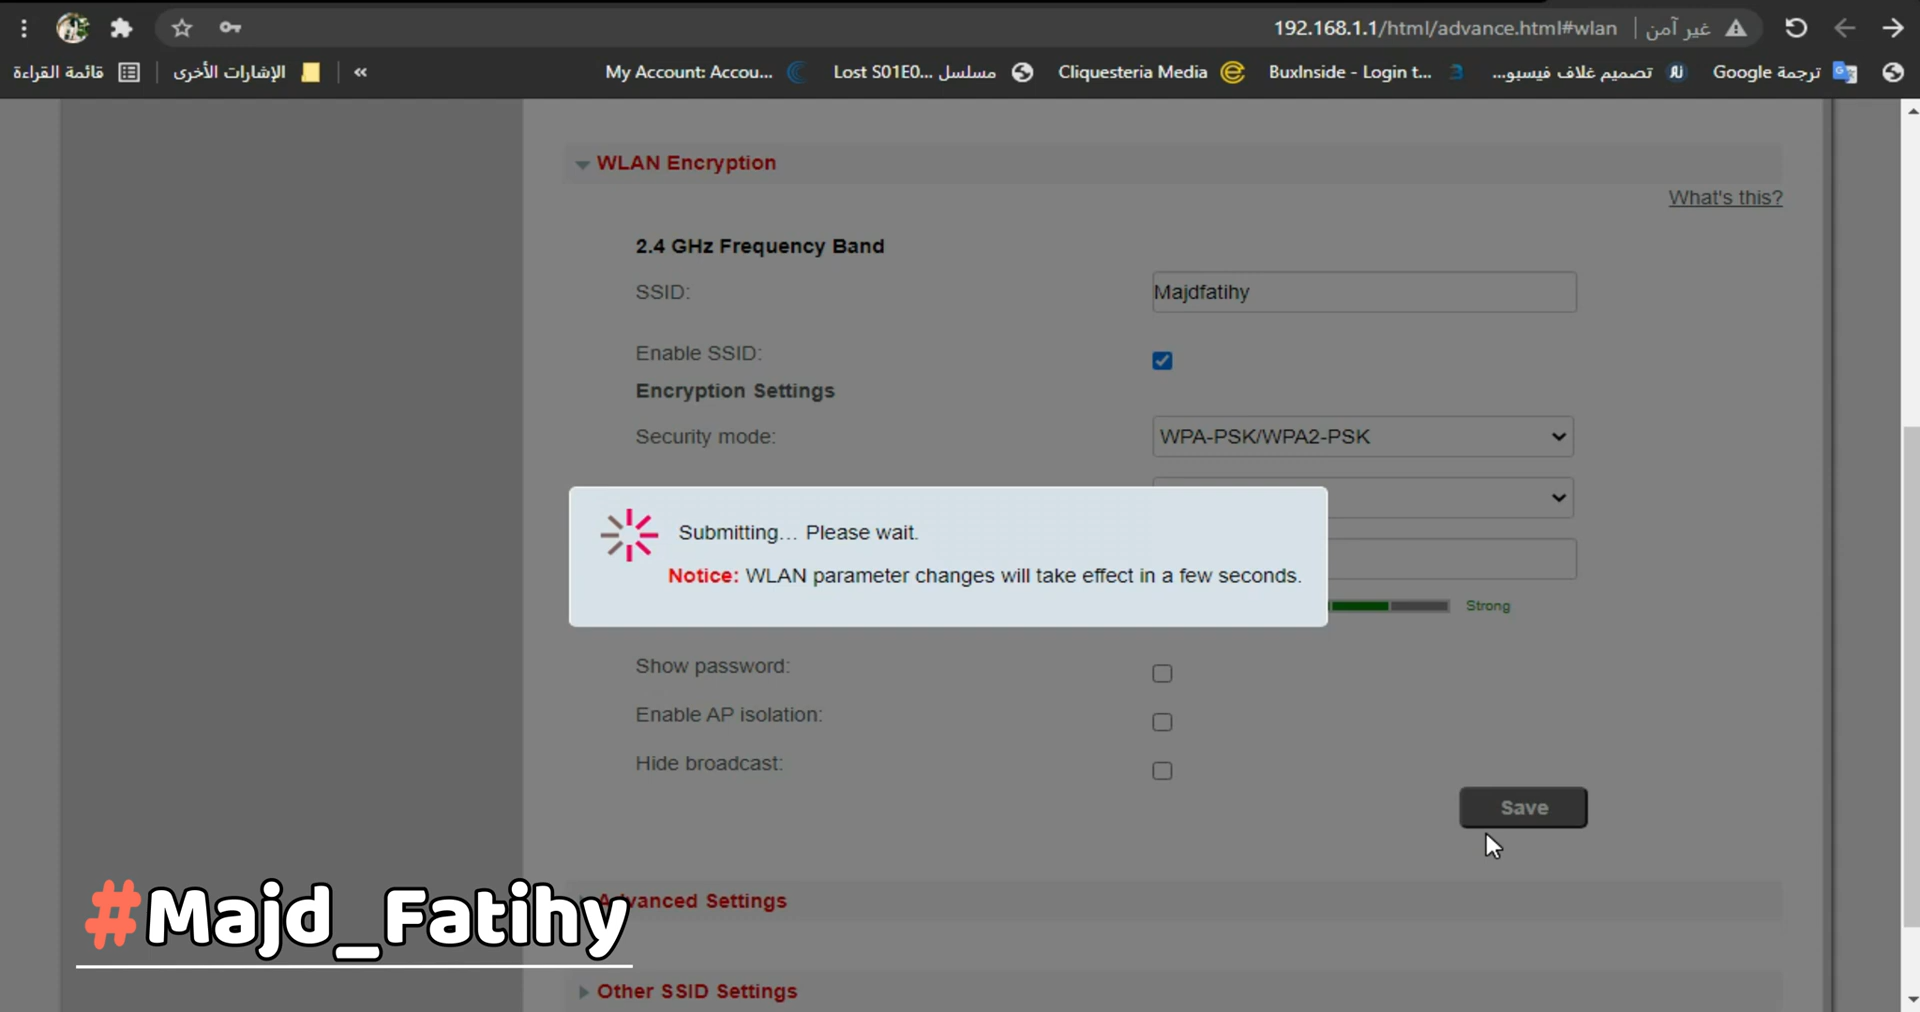 192.168.1.1/html/advance.html#wlan | غير آمن
ترجمة Google
تصميم غلاف فيسبو...
BuxInside - Login t...
Cliquesteria Media
مسلسل Lost S01E0...
My Account: Accou...
»
الإشارات الأخرى
قائمة القراءة
WLAN Encryption
What's this?
2.4 GHz Frequency Band
SSID: Majdfatihy
Enable SSID:
Encryption Settings
Security mode: WPA-PSK/WPA2-PSK
Submitting... Please wait.
Notice: WLAN parameter changes will take effect in a few seconds.
Strong
Show password:
Enable AP isolation:
Hide broadcast:
Save
#Majd_Fatihy
Advanced Settings
Other SSID Settings